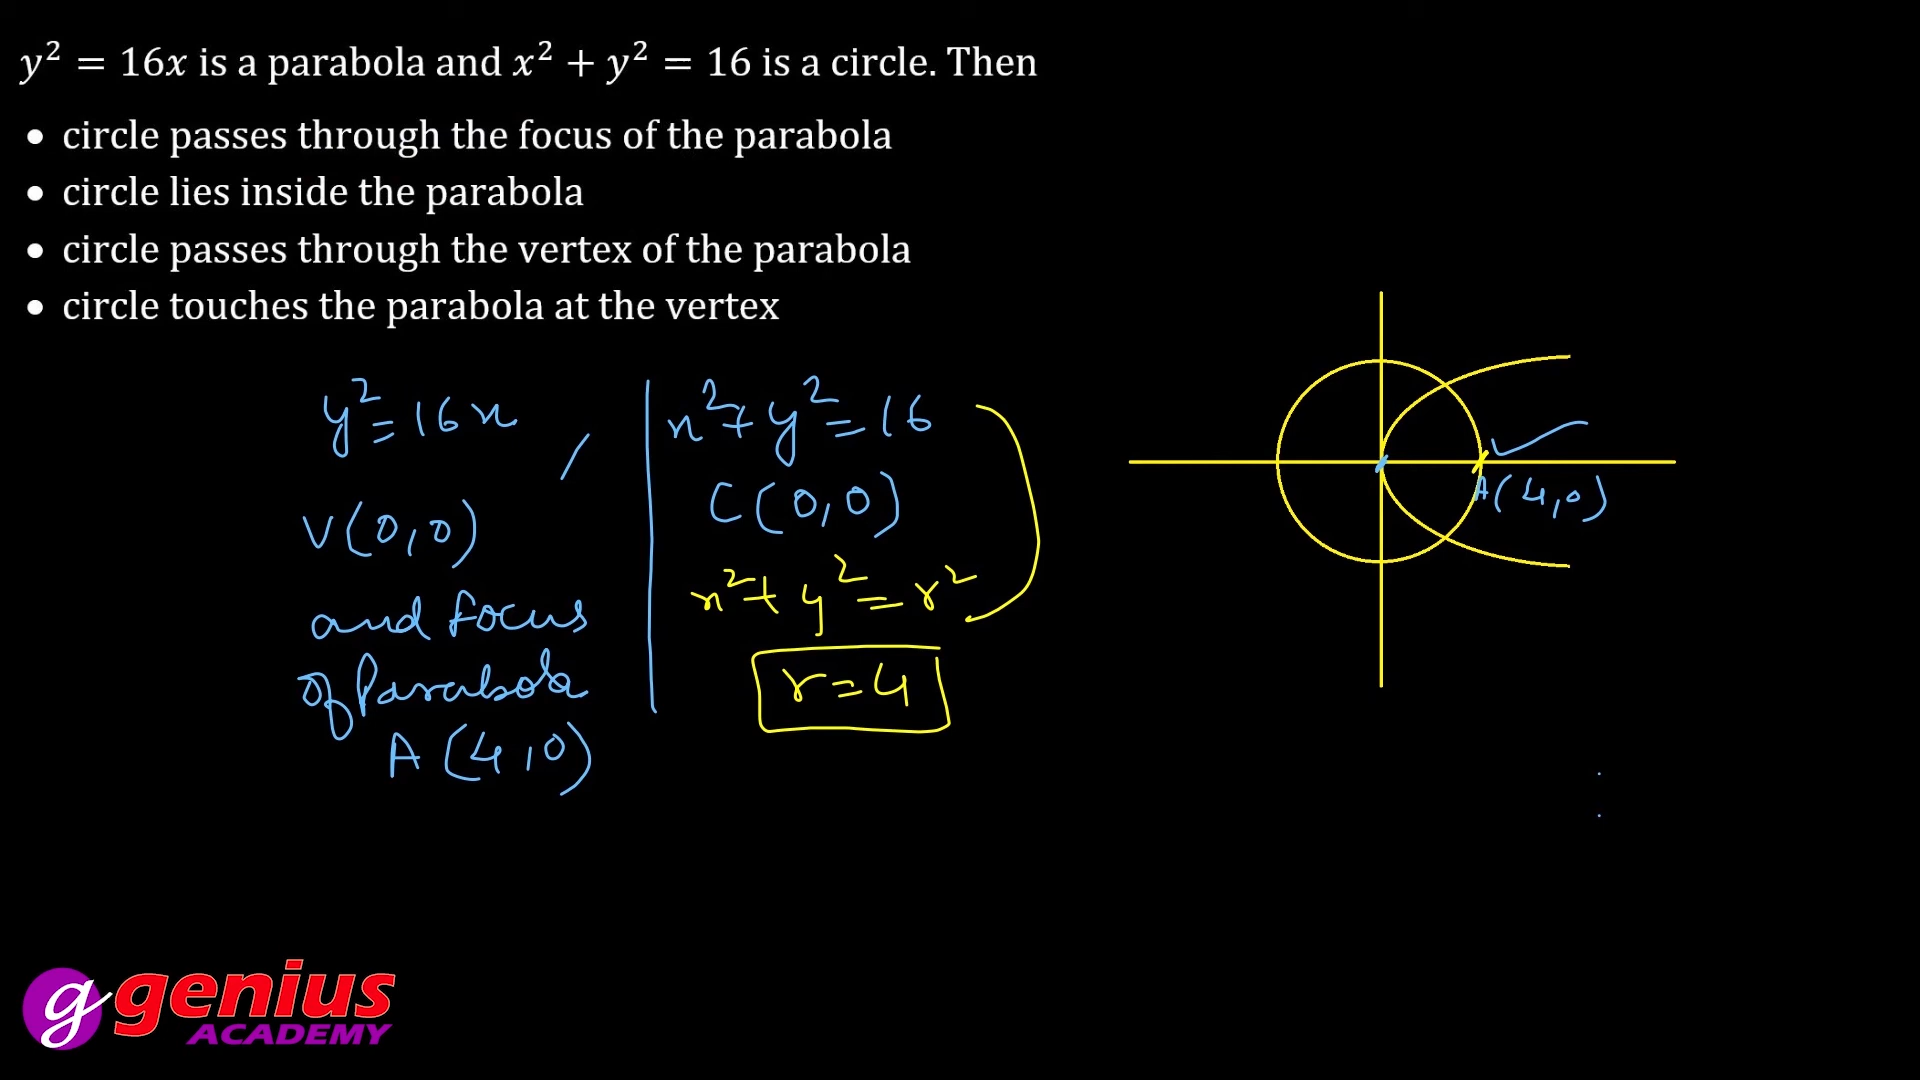 y² = 16x is a parabola and x² + y² = 16 is a circle. Then
• circle passes through the focus of the parabola
• circle lies inside the parabola
• circle passes through the vertex of the parabola
• circle touches the parabola at the vertex
y² = 16x
V(0,0)
and focus
of Parabola
A (4,0)
x² + y² = 16
C(0,0)
x² + y² = r²
r = 4
A(4,0)
g genius
ACADEMY